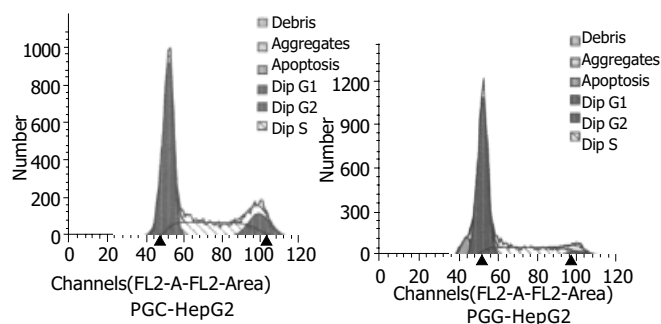 Debris
Aggregates
Apoptosis
Dip G1
Dip G2
Dip S
Number
1000
800
600
400
200
0
0 20 40 60 80 100 120
Channels(FL2-A-FL2-Area)
PGC-HepG2
Debris
Aggregates
Apoptosis
Dip G1
Dip G2
Dip S
Number
1200
900
600
300
0
0 20 40 60 80 100 120
Channels(FL2-A-FL2-Area)
PGG-HepG2